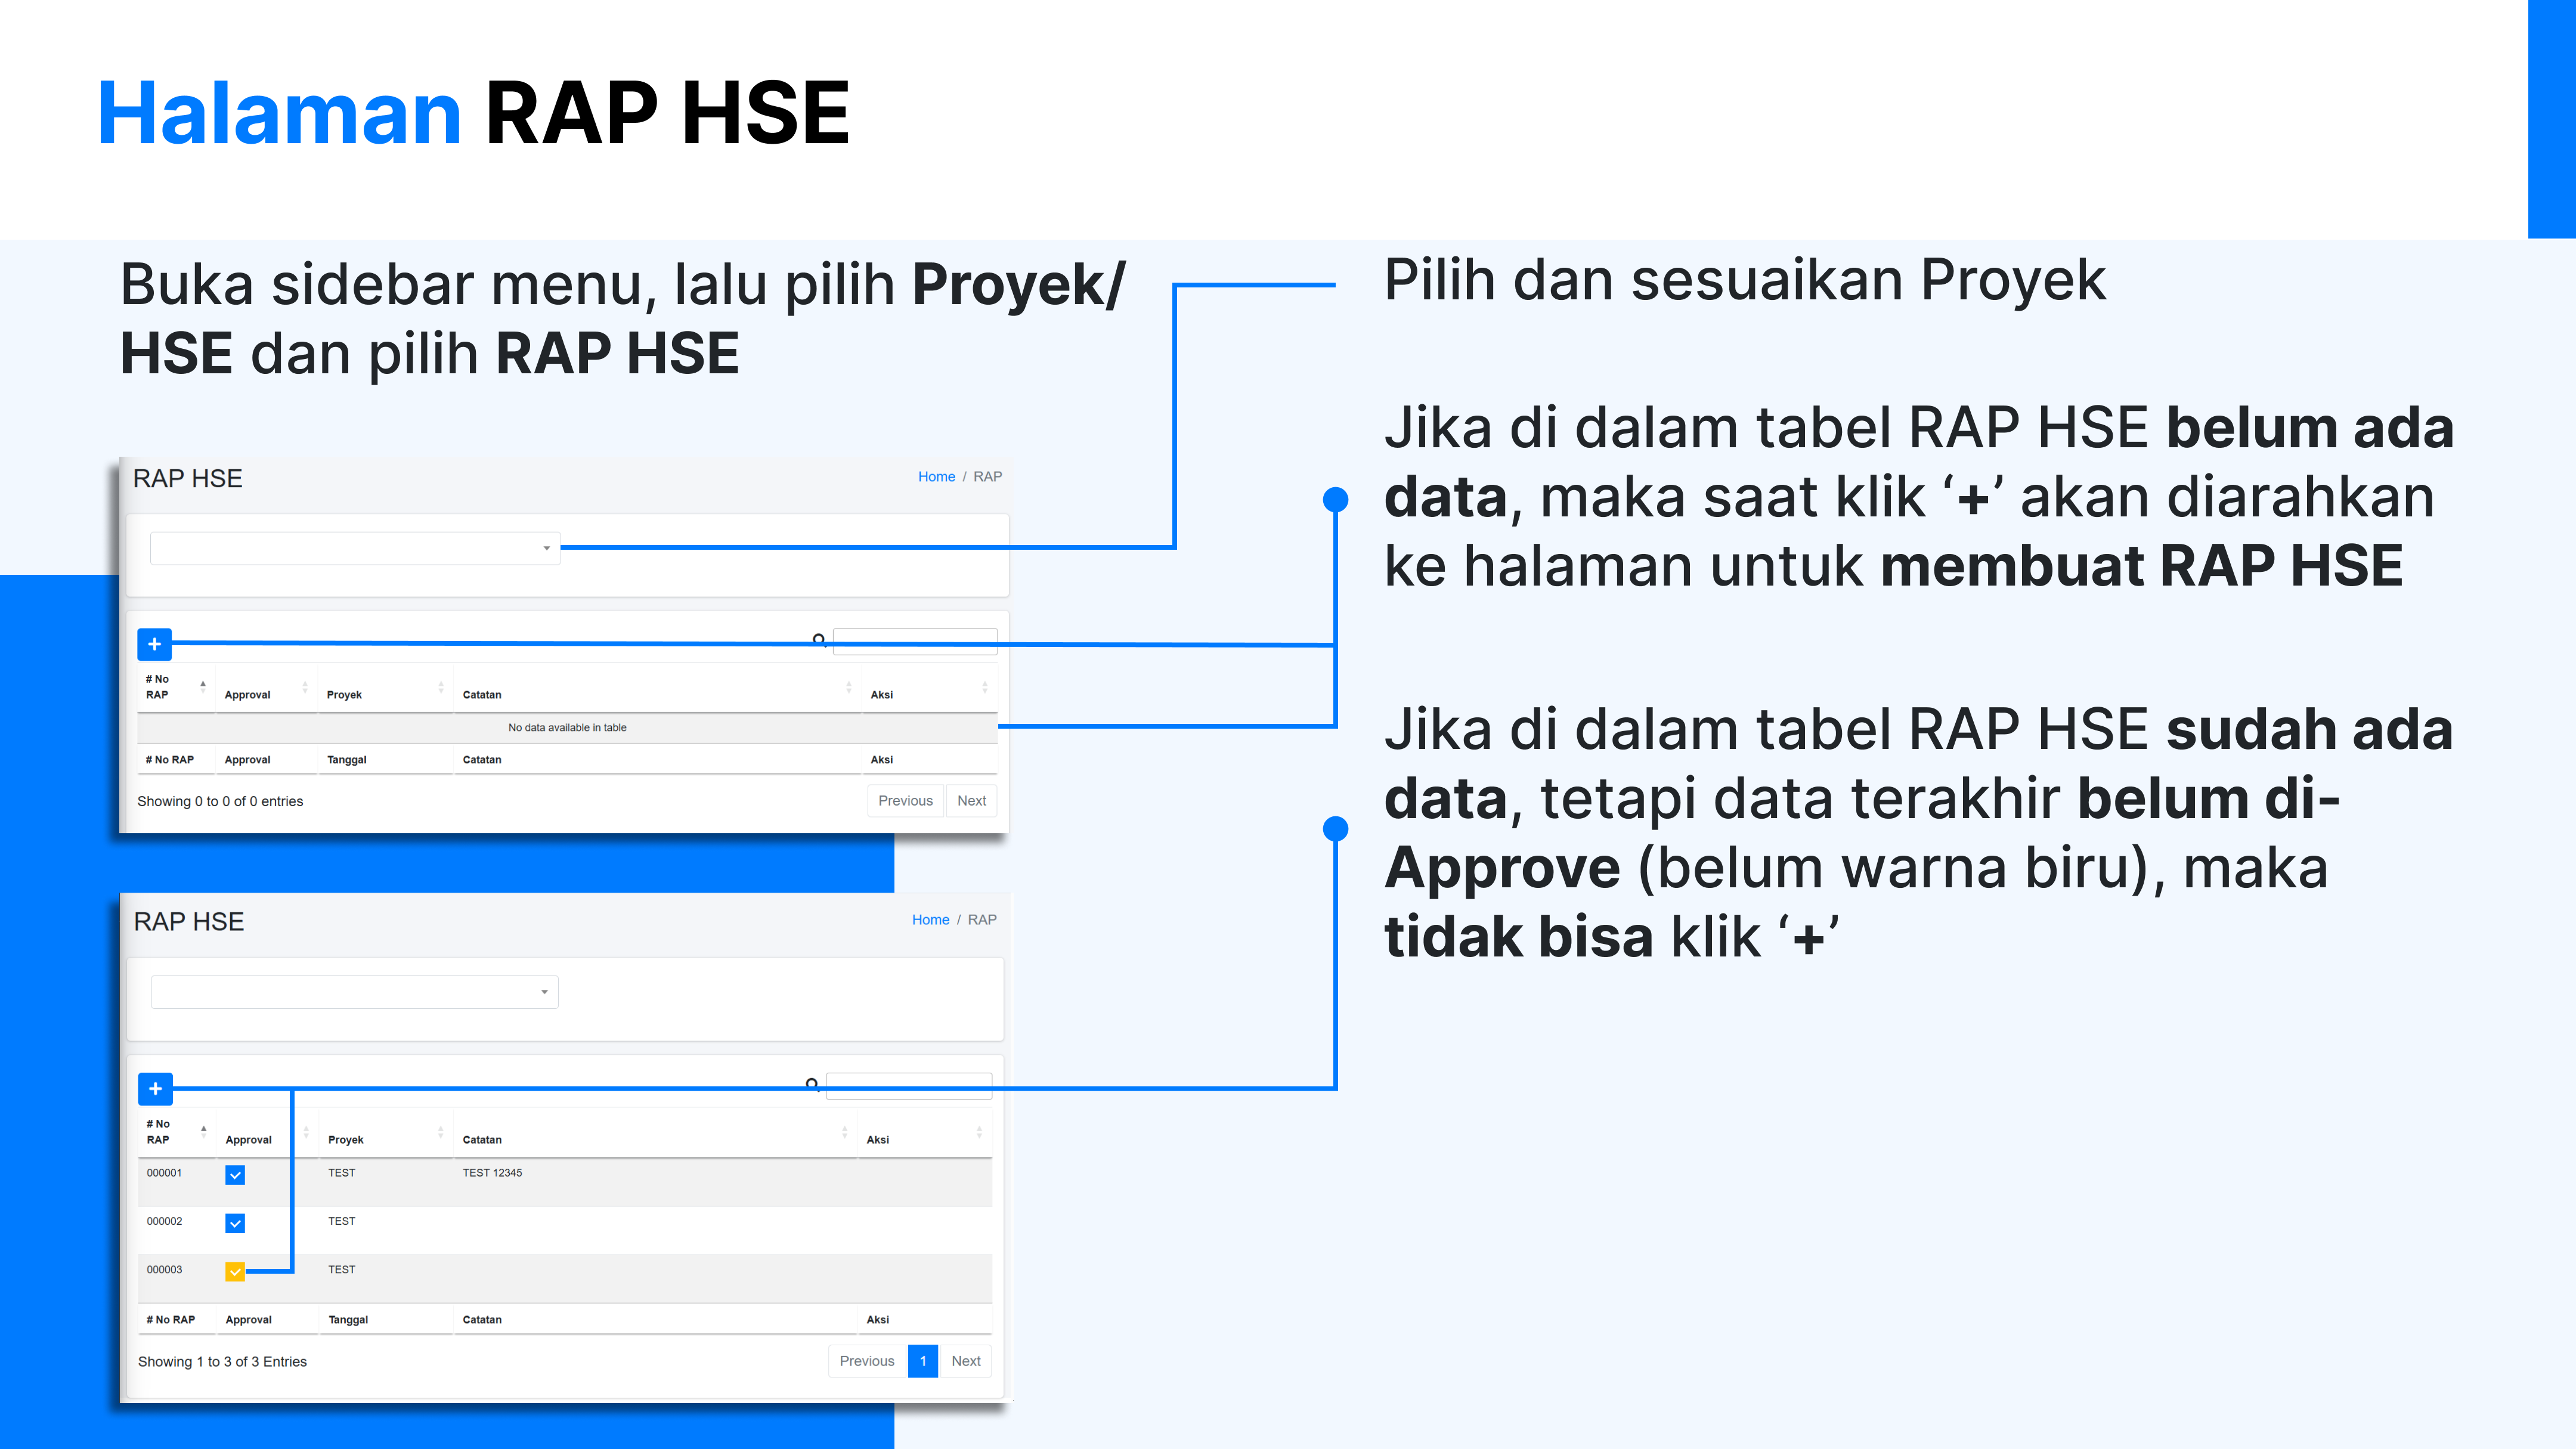 Halaman RAP HSE
Buka sidebar menu, lalu pilih Proyek/
HSE dan pilih RAP HSE
RAP HSE
Home / RAP
+
# No
RAP
Approval
Proyek
Catatan
Aksi
No data available in table
# No RAP
Approval
Tanggal
Catatan
Aksi
Showing 0 to 0 of 0 entries
Previous
Next
RAP HSE
Home / RAP
+
# No
RAP
Approval
Proyek
Catatan
Aksi
000001 TEST TEST 12345
000002 TEST
000003 TEST
# No RAP
Approval
Tanggal
Catatan
Aksi
Showing 1 to 3 of 3 Entries
Previous
1
Next
Pilih dan sesuaikan Proyek
Jika di dalam tabel RAP HSE belum ada
data, maka saat klik ‘+’ akan diarahkan
ke halaman untuk membuat RAP HSE
Jika di dalam tabel RAP HSE sudah ada
data, tetapi data terakhir belum di-
Approve (belum warna biru), maka
tidak bisa klik ‘+’